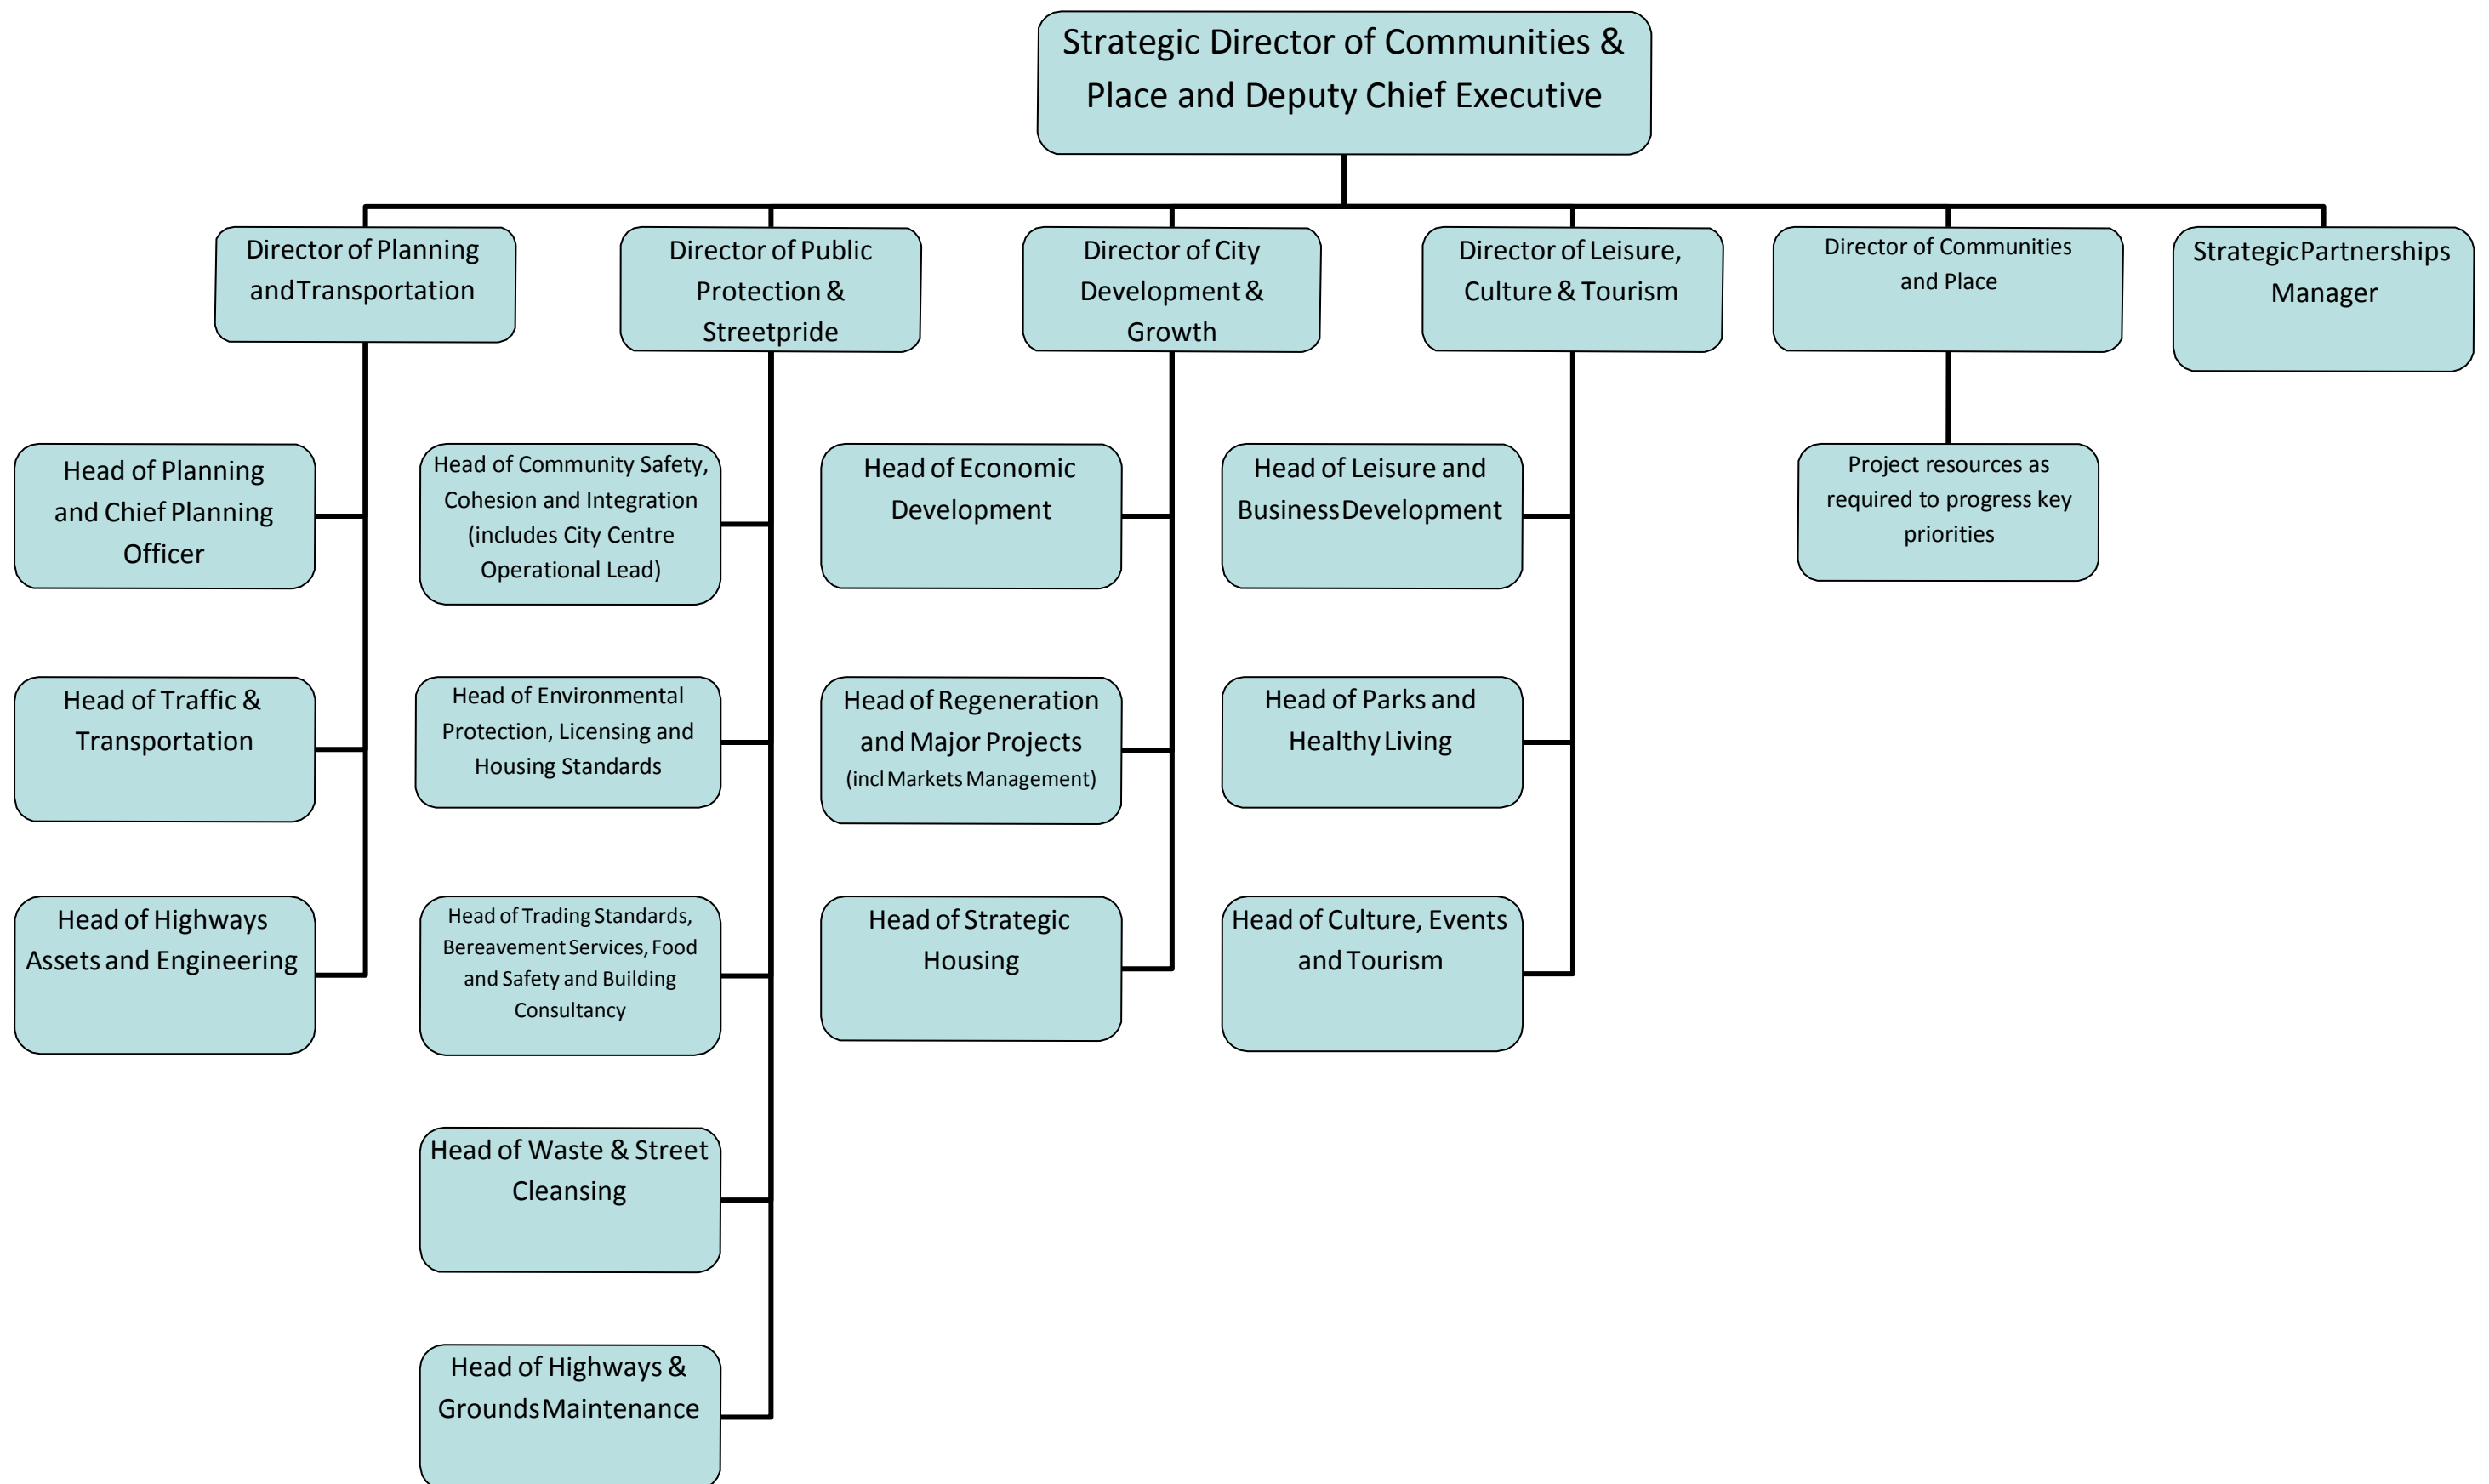 Strategic Director of Communities &
Place and Deputy Chief Executive
Director of Planning
and Transportation
Director of Public
Protection &
Streetpride
Director of City
Development &
Growth
Director of Leisure,
Culture & Tourism
Director of Communities
and Place
Strategic Partnerships
Manager
Head of Planning
and Chief Planning
Officer
Head of Community Safety,
Cohesion and Integration
(includes City Centre
Operational Lead)
Head of Economic
Development
Head of Leisure and
Business Development
Project resources as
required to progress key
priorities
Head of Traffic &
Transportation
Head of Environmental
Protection, Licensing and
Housing Standards
Head of Regeneration
and Major Projects
(incl Markets Management)
Head of Parks and
Healthy Living
Head of Highways
Assets and Engineering
Head of Trading Standards,
Bereavement Services, Food
and Safety and Building
Consultancy
Head of Strategic
Housing
Head of Culture, Events
and Tourism
Head of Waste & Street
Cleansing
Head of Highways &
Grounds Maintenance